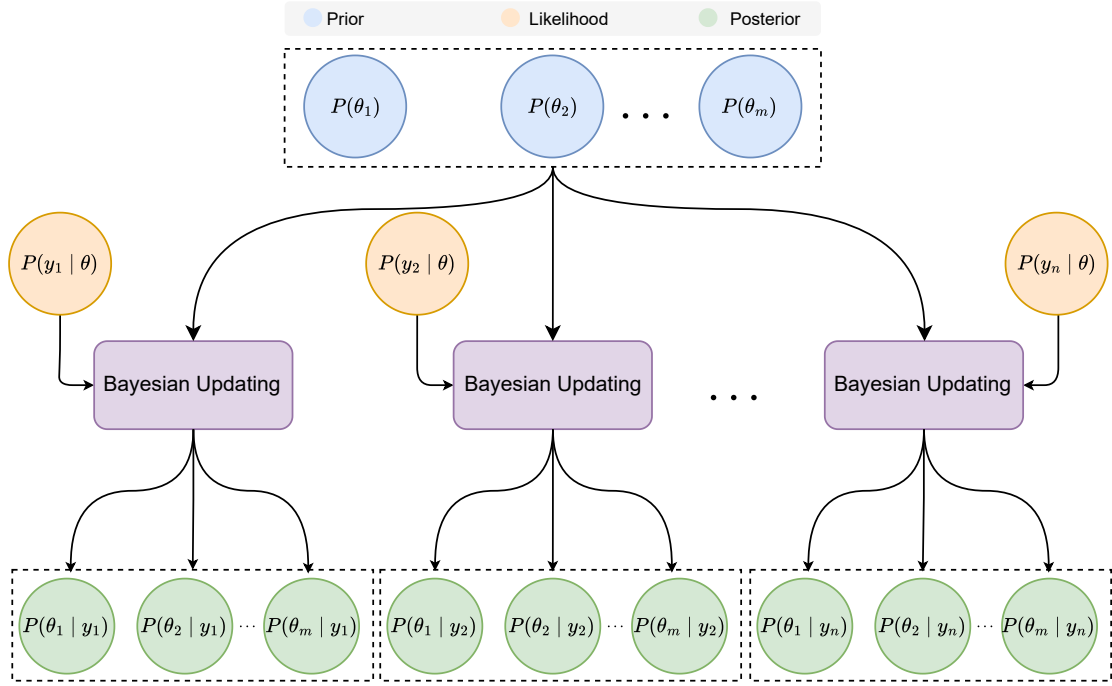 Prior Likelihood Posterior
P(θ₁) P(θ₂) . . . P(θₘ)
P(y₁ | θ) P(y₂ | θ) P(yₙ | θ)
Bayesian Updating Bayesian Updating . . . Bayesian Updating
P(θ₁ | y₁) P(θ₂ | y₁) ... P(θₘ | y₁) P(θ₁ | y₂) P(θ₂ | y₂) ... P(θₘ | y₂) P(θ₁ | yₙ) P(θ₂ | yₙ) ... P(θₘ | yₙ)